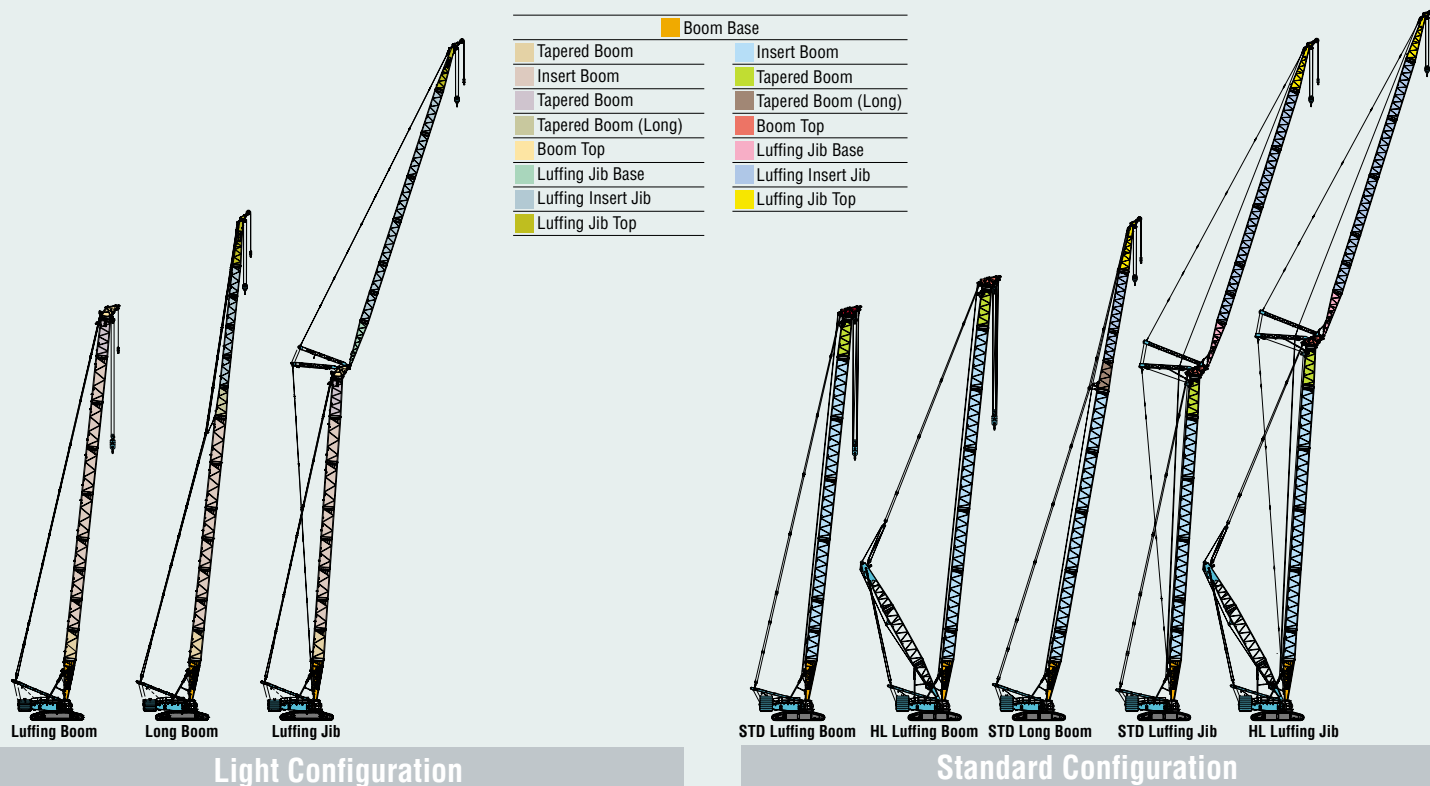 Boom Base
Tapered Boom
Insert Boom
Tapered Boom
Tapered Boom (Long)
Boom Top
Luffing Jib Base
Luffing Insert Jib
Luffing Jib Top
Insert Boom
Tapered Boom
Tapered Boom (Long)
Boom Top
Luffing Jib Base
Luffing Insert Jib
Luffing Jib Top
Luffing Boom
Long Boom
Luffing Jib
Light Configuration
STD Luffing Boom
HL Luffing Boom
STD Long Boom
STD Luffing Jib
HL Luffing Jib
Standard Configuration